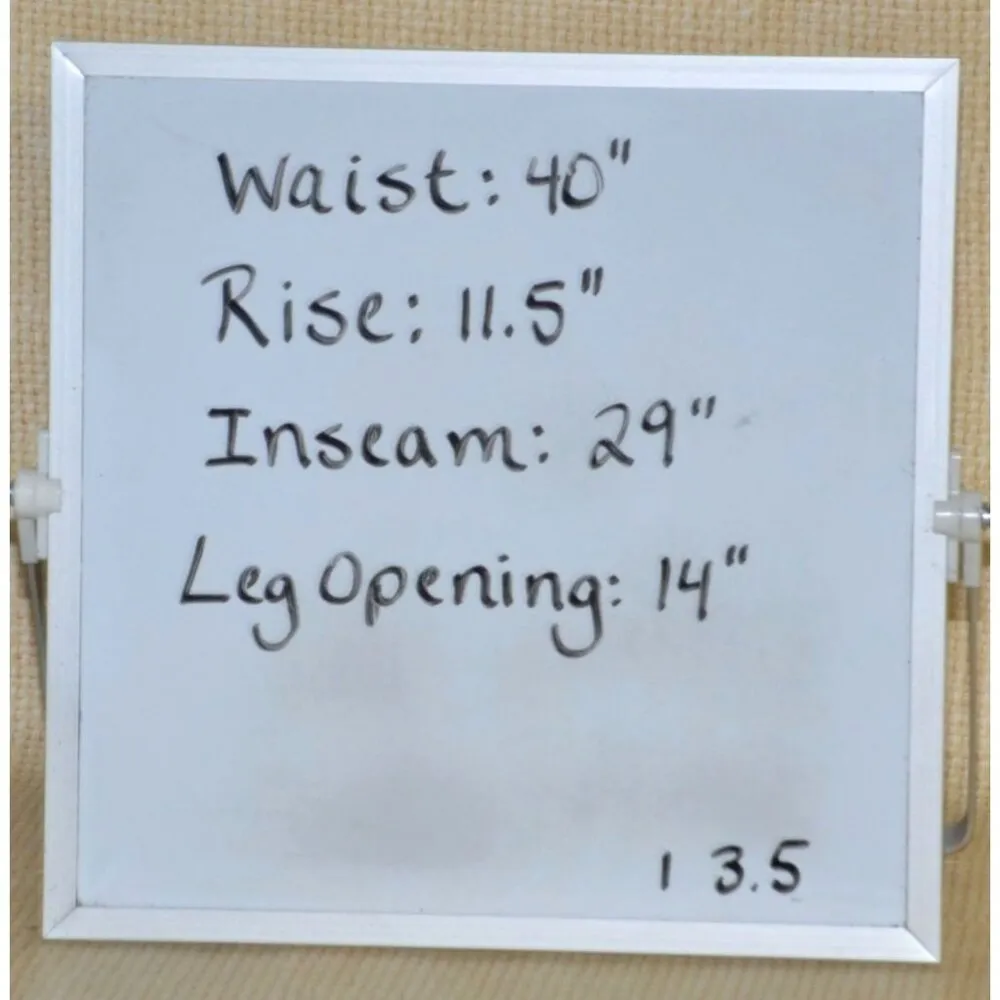 Waist: 40"
Rise: 11.5"
Inseam: 29"
Leg Opening: 14"
1 3.5